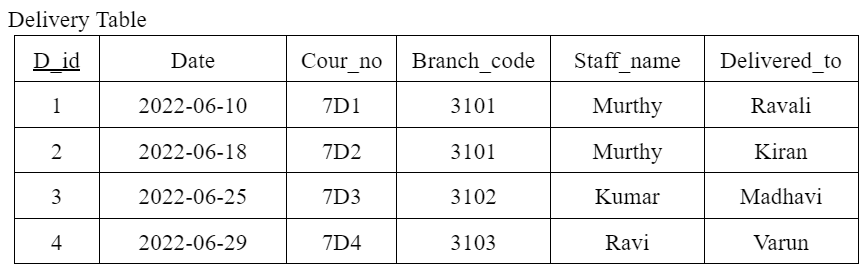 Delivery Table
D_id Date Cour_no Branch_code Staff_name Delivered_to
1 2022-06-10 7D1 3101 Murthy Ravali
2 2022-06-18 7D2 3101 Murthy Kiran
3 2022-06-25 7D3 3102 Kumar Madhavi
4 2022-06-29 7D4 3103 Ravi Varun